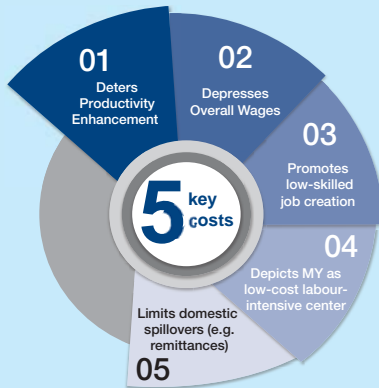 01
Deters
Productivity
Enhancement
02
Depresses
Overall Wages
03
Promotes
low-skilled
job creation
04
Depicts MY as
low-cost labour-
intensive center
Limits domestic
spillovers (e.g.
remittances)
05
5 key
costs